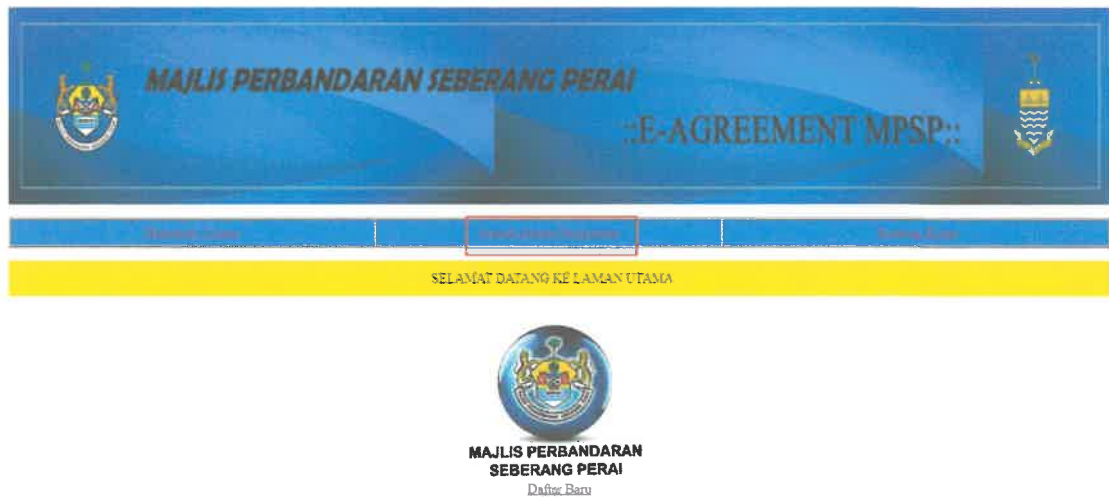 MAJLIS PERBANDARAN SEBERANG PERAI
::E-AGREEMENT MPSP::
SELAMAT DATANG KE LAMAN UTAMA
MAJLIS PERBANDARAN
SEBERANG PERAI
Daftar Baru